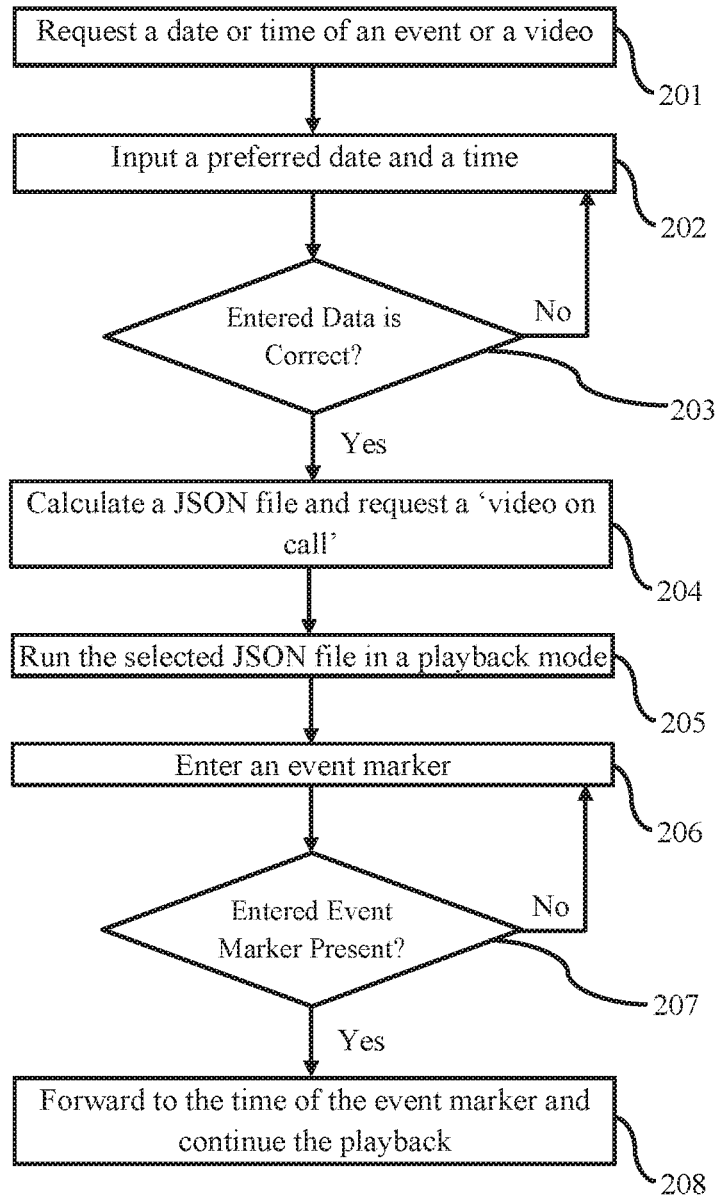 Request a date or time of an event or a video
201
Input a preferred date and a time
202
Entered Data is
Correct?
No
203
Yes
Calculate a JSON file and request a ‘video on
call’
204
Run the selected JSON file in a playback mode
205
Enter an event marker
206
Entered Event
Marker Present?
No
207
Yes
Forward to the time of the event marker and
continue the playback
208